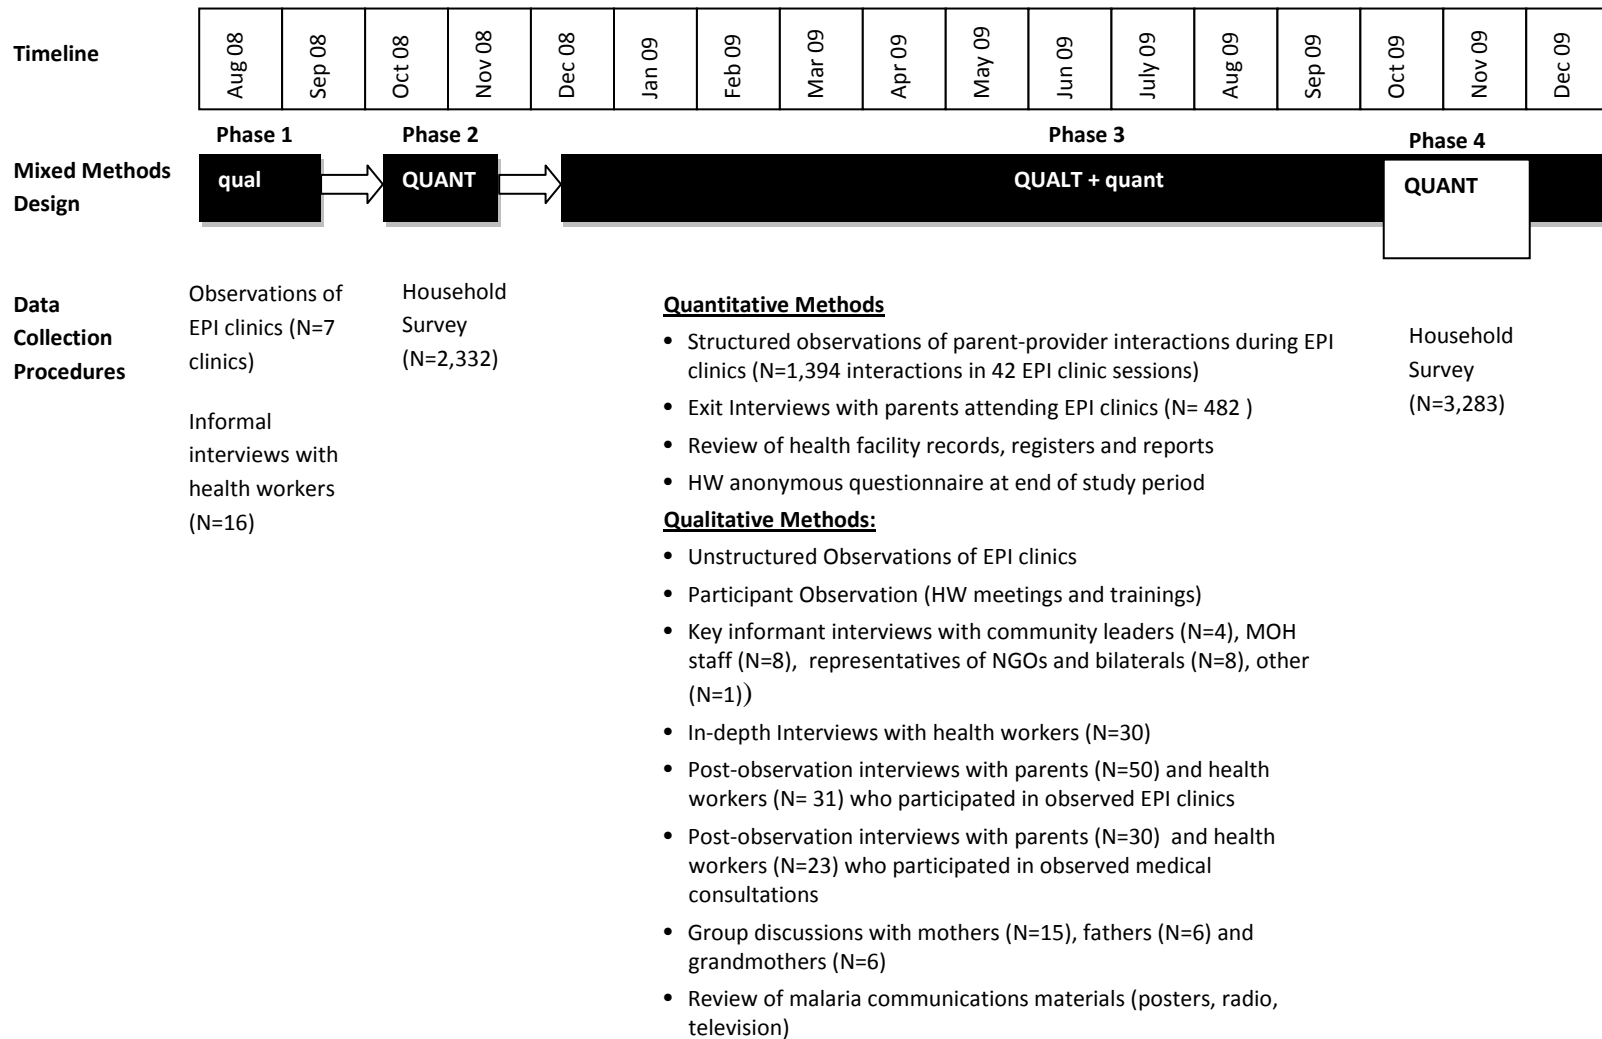 Timeline
Aug 08
Sep 08
Oct 08
Nov 08
Dec 08
Jan 09
Feb 09
Mar 09
Apr 09
May 09
Jun 09
July 09
Aug 09
Sep 09
Oct 09
Nov 09
Dec 09
Phase 1
Phase 2
Phase 3
Phase 4
Mixed Methods
Design
qual
QUANT
QUALT + quant
QUANT
Data
Collection
Procedures
Observations of
EPI clinics (N=7
clinics)
Informal
interviews with
health workers
(N=16)
Household
Survey
(N=2,332)
Quantitative Methods
• Structured observations of parent-provider interactions during EPI
clinics (N=1,394 interactions in 42 EPI clinic sessions)
• Exit Interviews with parents attending EPI clinics (N= 482 )
• Review of health facility records, registers and reports
• HW anonymous questionnaire at end of study period
Qualitative Methods:
• Unstructured Observations of EPI clinics
• Participant Observation (HW meetings and trainings)
• Key informant interviews with community leaders (N=4), MOH
staff (N=8),  representatives of NGOs and bilaterals (N=8), other
(N=1))
• In-depth Interviews with health workers (N=30)
• Post-observation interviews with parents (N=50) and health
workers (N= 31) who participated in observed EPI clinics
• Post-observation interviews with parents (N=30)  and health
workers (N=23) who participated in observed medical
consultations
• Group discussions with mothers (N=15), fathers (N=6) and
grandmothers (N=6)
• Review of malaria communications materials (posters, radio,
television)
Household
Survey
(N=3,283)